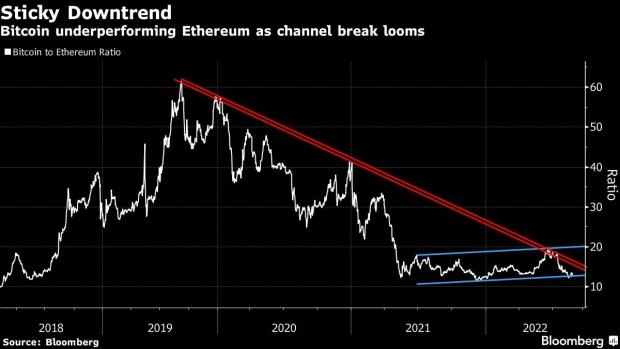 Sticky Downtrend
Bitcoin underperforming Ethereum as channel break looms
Bitcoin to Ethereum Ratio
60
50
40
30
20
10
Ratio
2018 2019 2020 2021 2022
Source: Bloomberg
Bloomberg